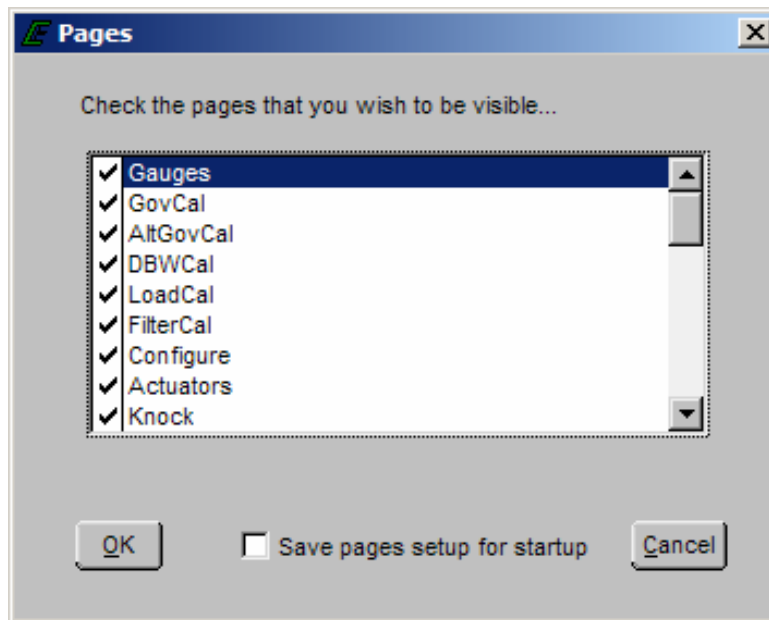 Pages
Check the pages that you wish to be visible...
Gauges
GovCal
AltGovCal
DBWCal
LoadCal
FilterCal
Configure
Actuators
Knock
OK
Save pages setup for startup
Cancel